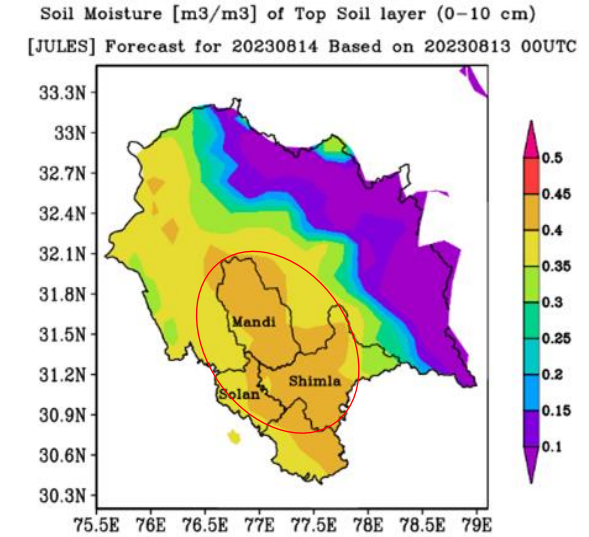 Soil Moisture [m3/m3] of Top Soil layer (0-10 cm)
[JULES] Forecast for 20230814 Based on 20230813 00UTC
33.3N
33N
32.7N
32.4N
32.1N
31.8N
31.5N
31.2N
30.9N
30.6N
30.3N
Mandi
Shimla
Solan
75.5E 76E 76.5E 77E 77.5E 78E 78.5E 79E
0.5
0.45
0.4
0.35
0.3
0.25
0.2
0.15
0.1